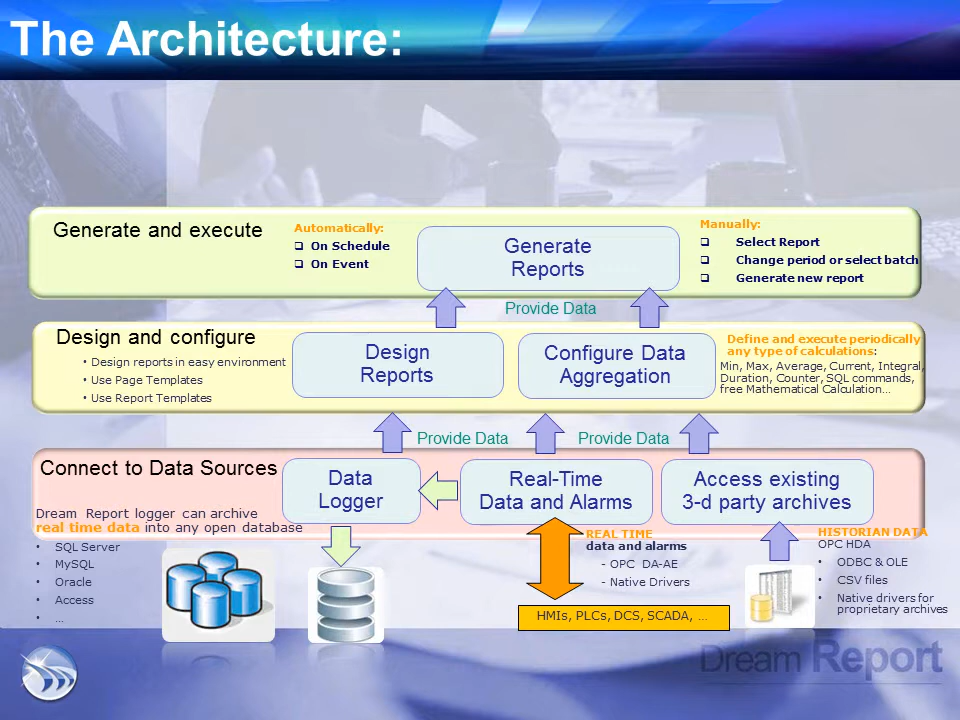 The Architecture:
Generate and execute
Automatically:
❑ On Schedule
❑ On Event
Generate
Reports
Manually:
❑ Select Report
❑ Change period or select batch
❑ Generate new report
Provide Data
Design and configure
• Design reports in easy environment
• Use Page Templates
• Use Report Templates
Design
Reports
Configure Data
Aggregation
Define and execute periodically
any type of calculations:
Min, Max, Average, Current, Integral,
Duration, Counter, SQL commands,
free Mathematical Calculation…
Provide Data
Provide Data
Connect to Data Sources
Data
Logger
Real-Time
Data and Alarms
Access existing
3-d party archives
Dream Report logger can archive
real time data into any open database
• SQL Server
• MySQL
• Oracle
• Access
• …
REAL TIME
data and alarms
- OPC DA-AE
- Native Drivers
HMIs, PLCs, DCS, SCADA, …
HISTORIAN DATA
OPC HDA
• ODBC & OLE
• CSV files
• Native drivers for
proprietary archives
Dream Report